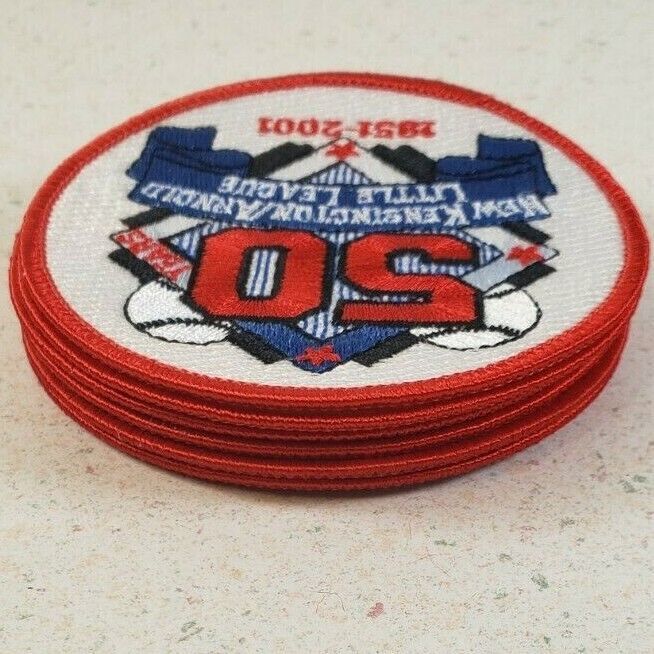 1951-2001
NEW KENSINGTON/ARNOLD
LITTLE LEAGUE
50
YEARS